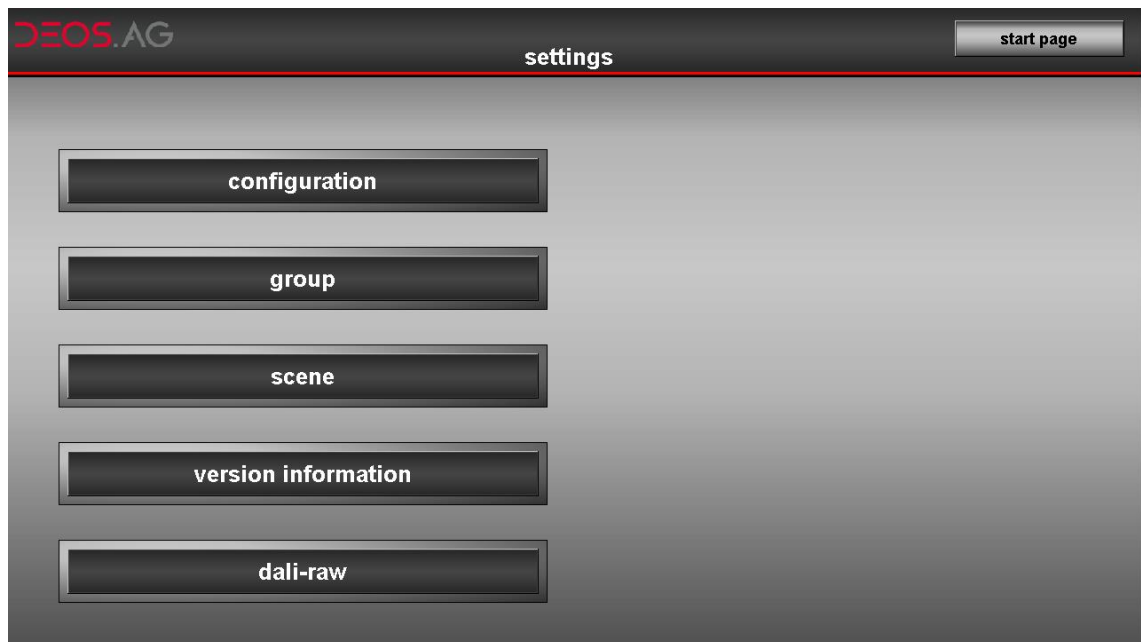 DEOS.AG
settings
start page
configuration
group
scene
version information
dali-raw